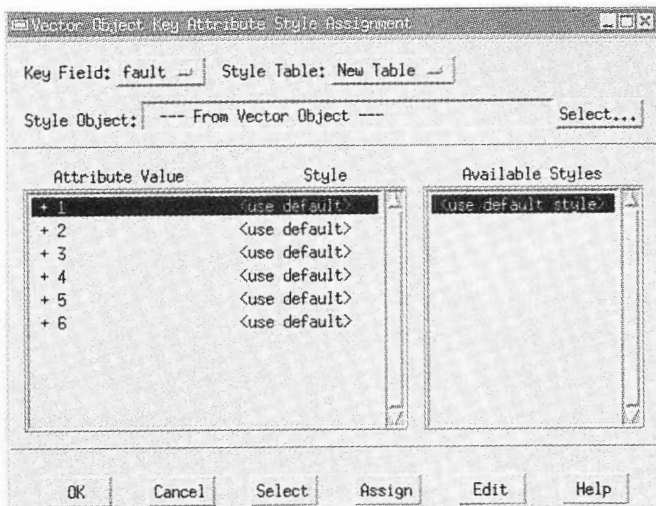 Vector Object Key Attribute Style Assignment
Key Field: fault Style Table: New Table
Style Object: --- From Vector Object --- Select...
Attribute Value Style Available Styles
+ 1 <use default> <use default style>
+ 2 <use default>
+ 3 <use default>
+ 4 <use default>
+ 5 <use default>
+ 6 <use default>
OK Cancel Select Assign Edit Help